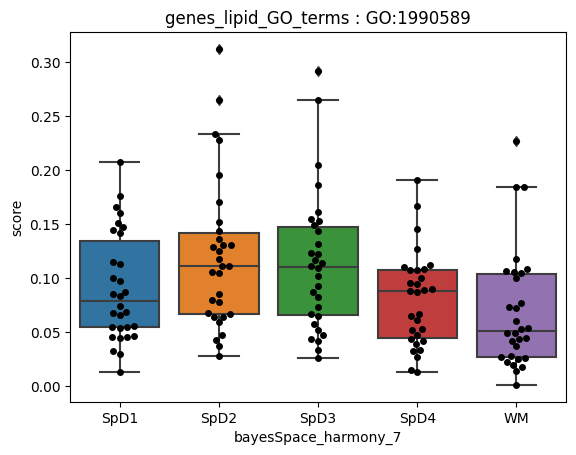 genes_lipid_GO_terms : GO:1990589
0.30
0.25
0.20
0.15
0.10
0.05
0.00
score
SpD1 SpD2 SpD3 SpD4 WM
bayesSpace_harmony_7